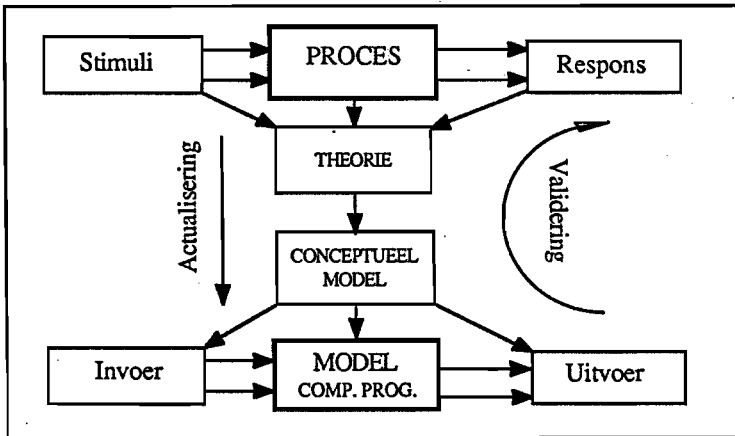 Stimuli
PROCES
Respons
THEORIE
Actualisering
Validering
CONCEPTUEEL
MODEL
Invoer
MODEL
COMP. PROG.
Uitvoer